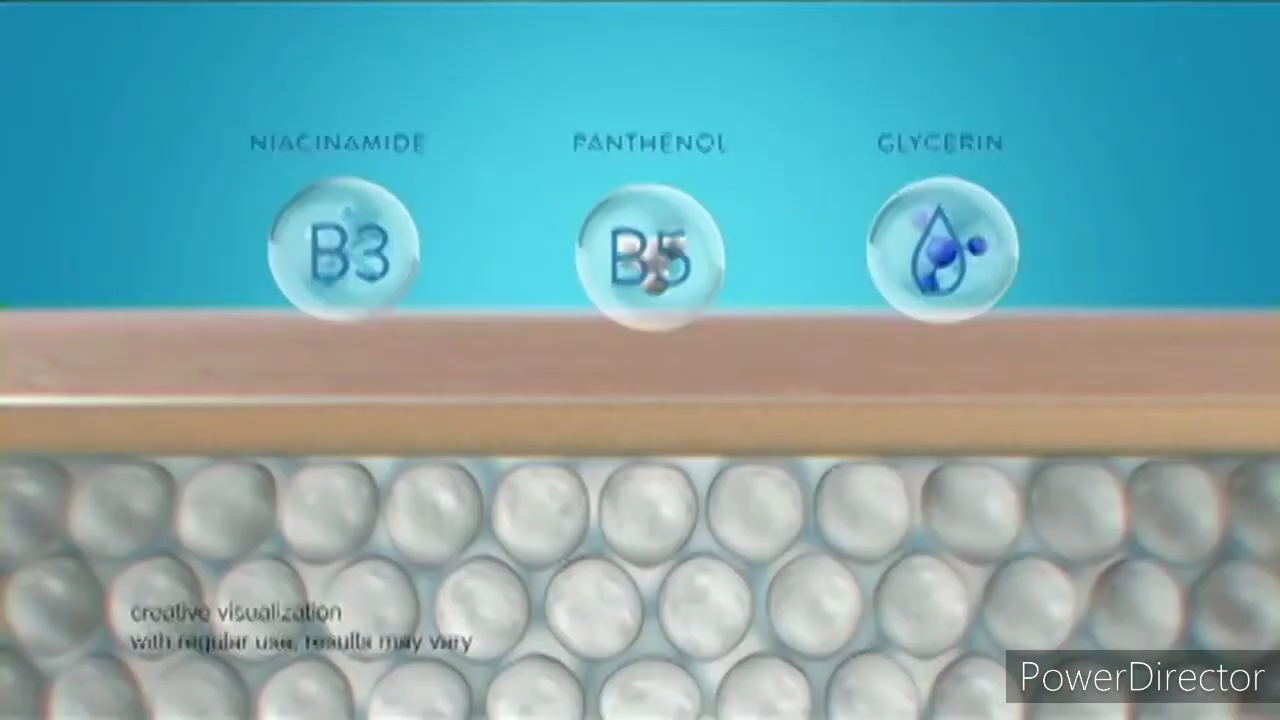 NIACINAMIDE PANTHENOL GLYCERIN
B3 B5
creative visualization
with regular use, results may vary
PowerDirector